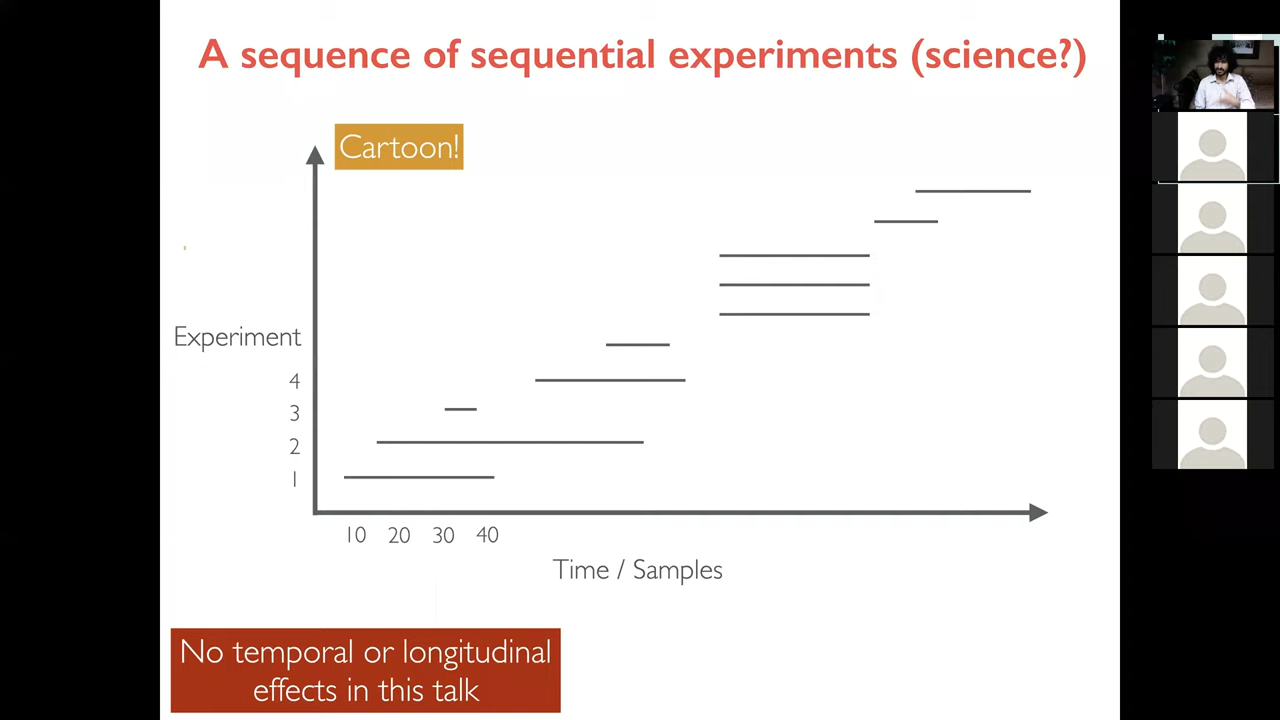 A sequence of sequential experiments (science?)
Cartoon!
Experiment
4
3
2
1
10 20 30 40
Time / Samples
No temporal or longitudinal
effects in this talk